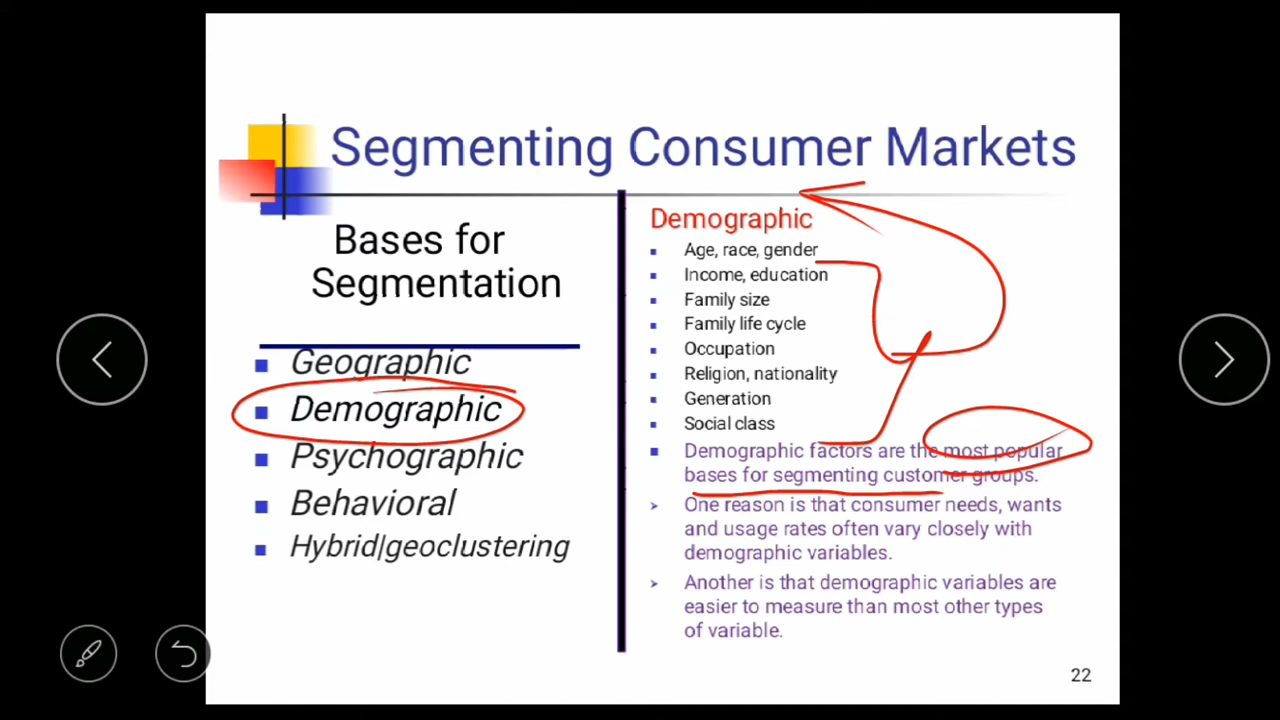 Segmenting Consumer Markets
Bases for
Segmentation
Geographic
Demographic
Psychographic
Behavioral
Hybrid|geoclustering
Demographic
Age, race, gender
Income, education
Family size
Family life cycle
Occupation
Religion, nationality
Generation
Social class
Demographic factors are the most popular
bases for segmenting customer groups.
One reason is that consumer needs, wants
and usage rates often vary closely with
demographic variables.
Another is that demographic variables are
easier to measure than most other types
of variable.
22